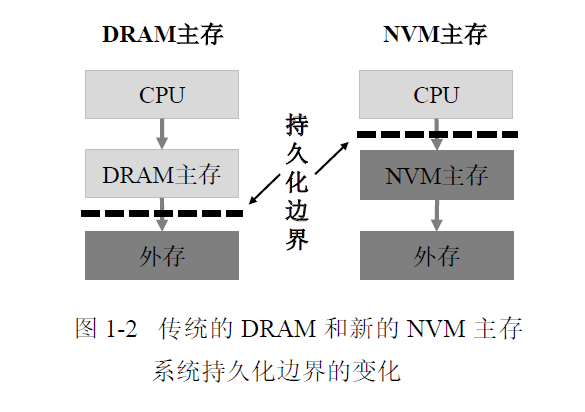 DRAM主存
NVM主存
CPU
DRAM主存
外存
持久化边界
CPU
NVM主存
外存
图 1-2 传统的 DRAM 和新的 NVM 主存
系统持久化边界的变化